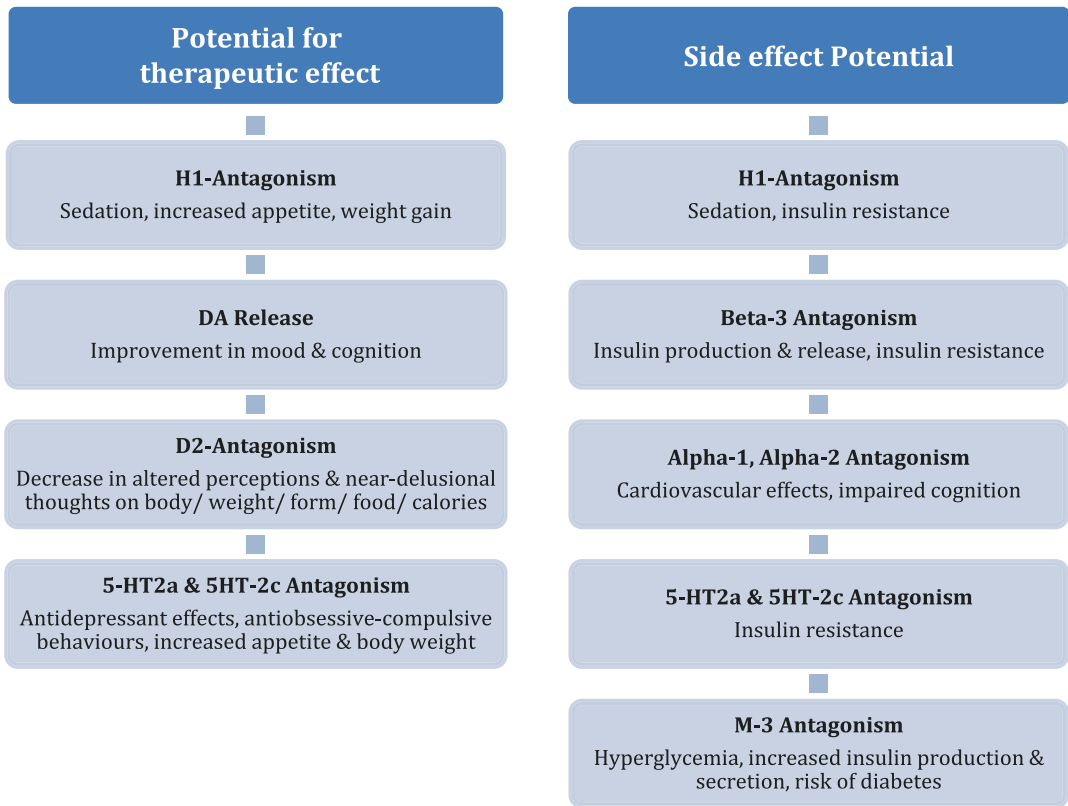 Potential for
therapeutic effect
H1-Antagonism
Sedation, increased appetite, weight gain
DA Release
Improvement in mood & cognition
D2-Antagonism
Decrease in altered perceptions & near-delusional
thoughts on body/ weight/ form/ food/ calories
5-HT2a & 5HT-2c Antagonism
Antidepressant effects, antiobsessive-compulsive
behaviours, increased appetite & body weight
Side effect Potential
H1-Antagonism
Sedation, insulin resistance
Beta-3 Antagonism
Insulin production & release, insulin resistance
Alpha-1, Alpha-2 Antagonism
Cardiovascular effects, impaired cognition
5-HT2a & 5HT-2c Antagonism
Insulin resistance
M-3 Antagonism
Hyperglycemia, increased insulin production &
secretion, risk of diabetes